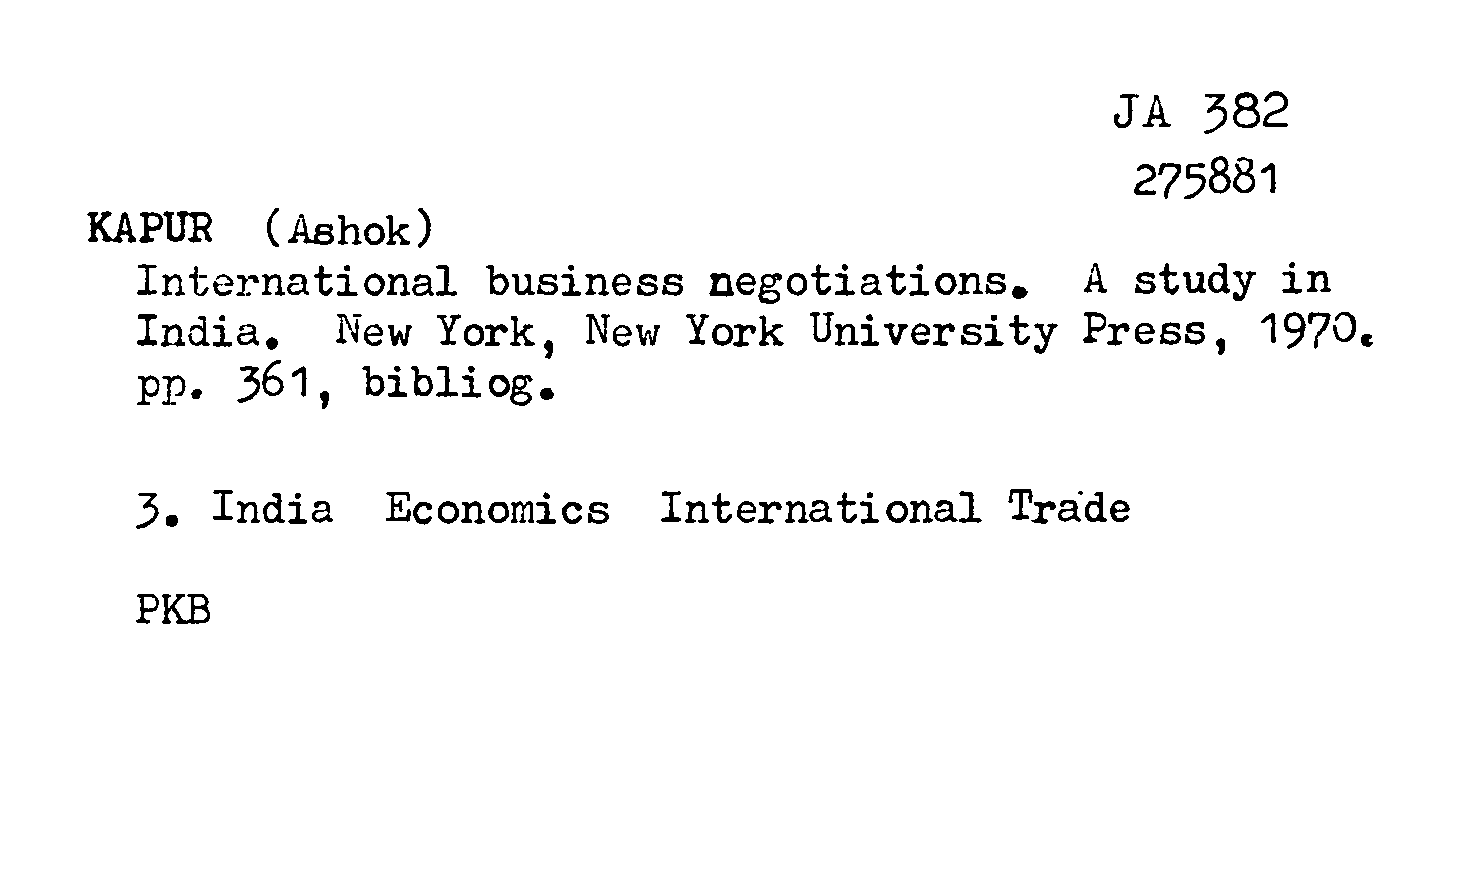 JA 382
275881
KAPUR (Ashok)
International business negotiations. A study in
India. New York, New York University Press, 1970.
pp. 361, bibliog.
3. India Economics International Trade
PKB